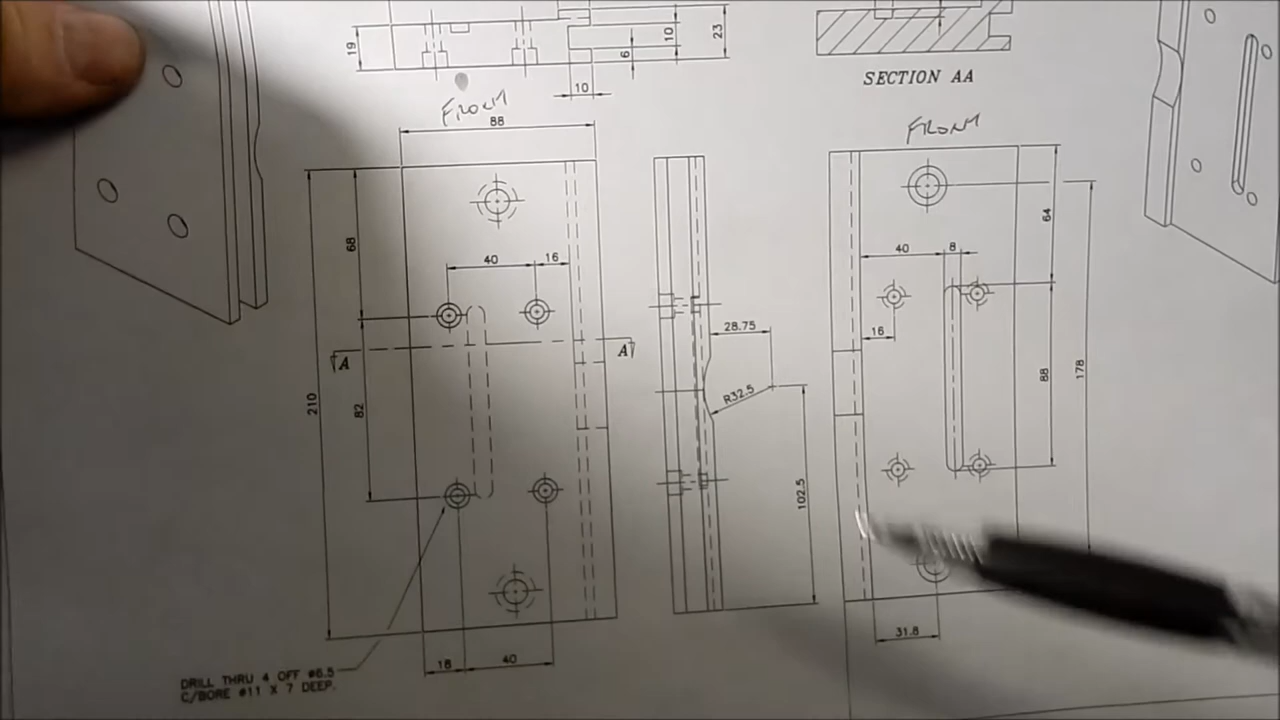 19
10
23
6
10
SECTION AA
FRONT
88
FRONT
68
40
16
64
40
8
A
A
28.75
16
210
82
R32.5
88
178
102.5
31.8
18
40
DRILL THRU 4 OFF ø6.5
C/BORE ø11 X 7 DEEP.